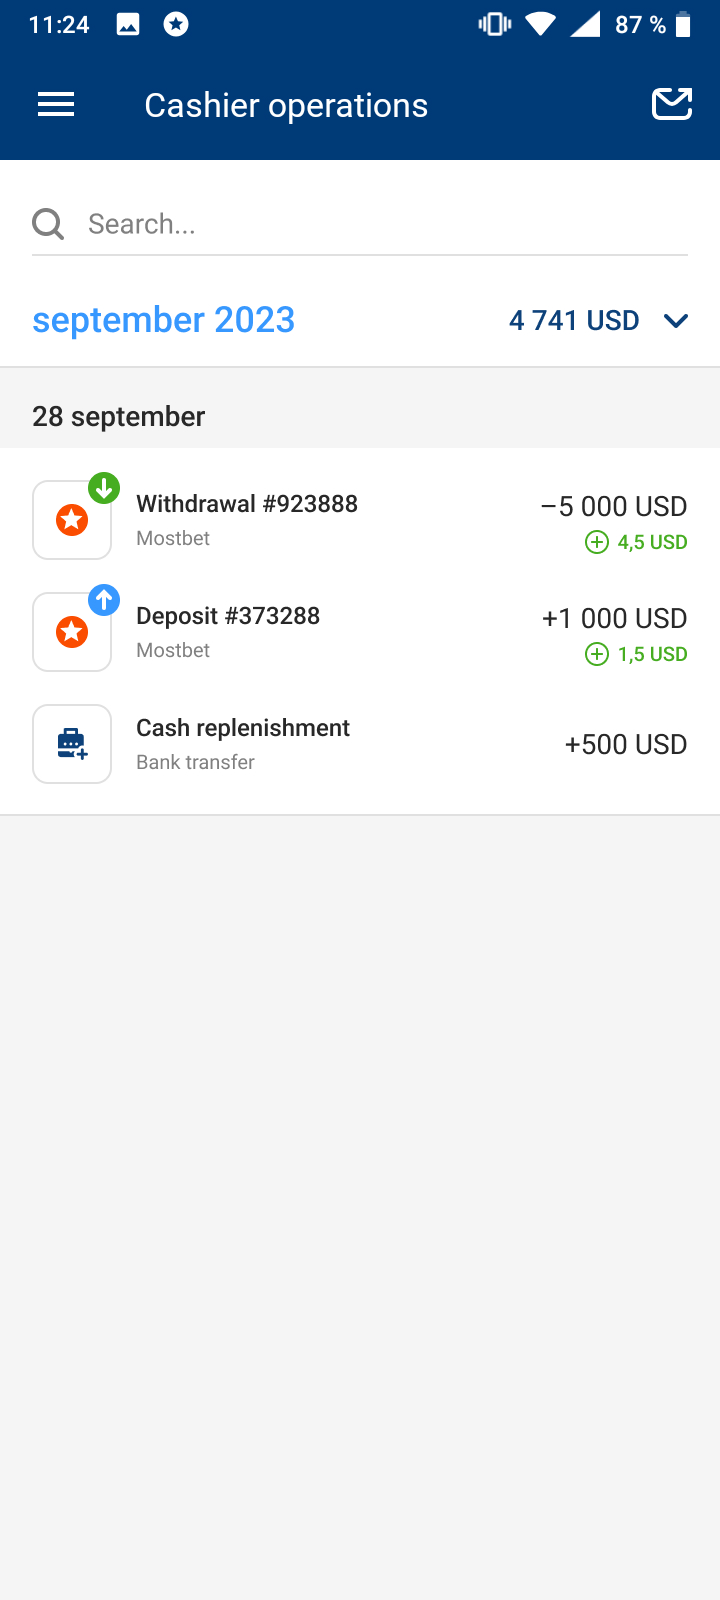 11:24 87 %
Cashier operations
Search...
september 2023 4 741 USD
28 september
Withdrawal #923888 −5 000 USD
Mostbet 4,5 USD
Deposit #373288 +1 000 USD
Mostbet 1,5 USD
Cash replenishment +500 USD
Bank transfer